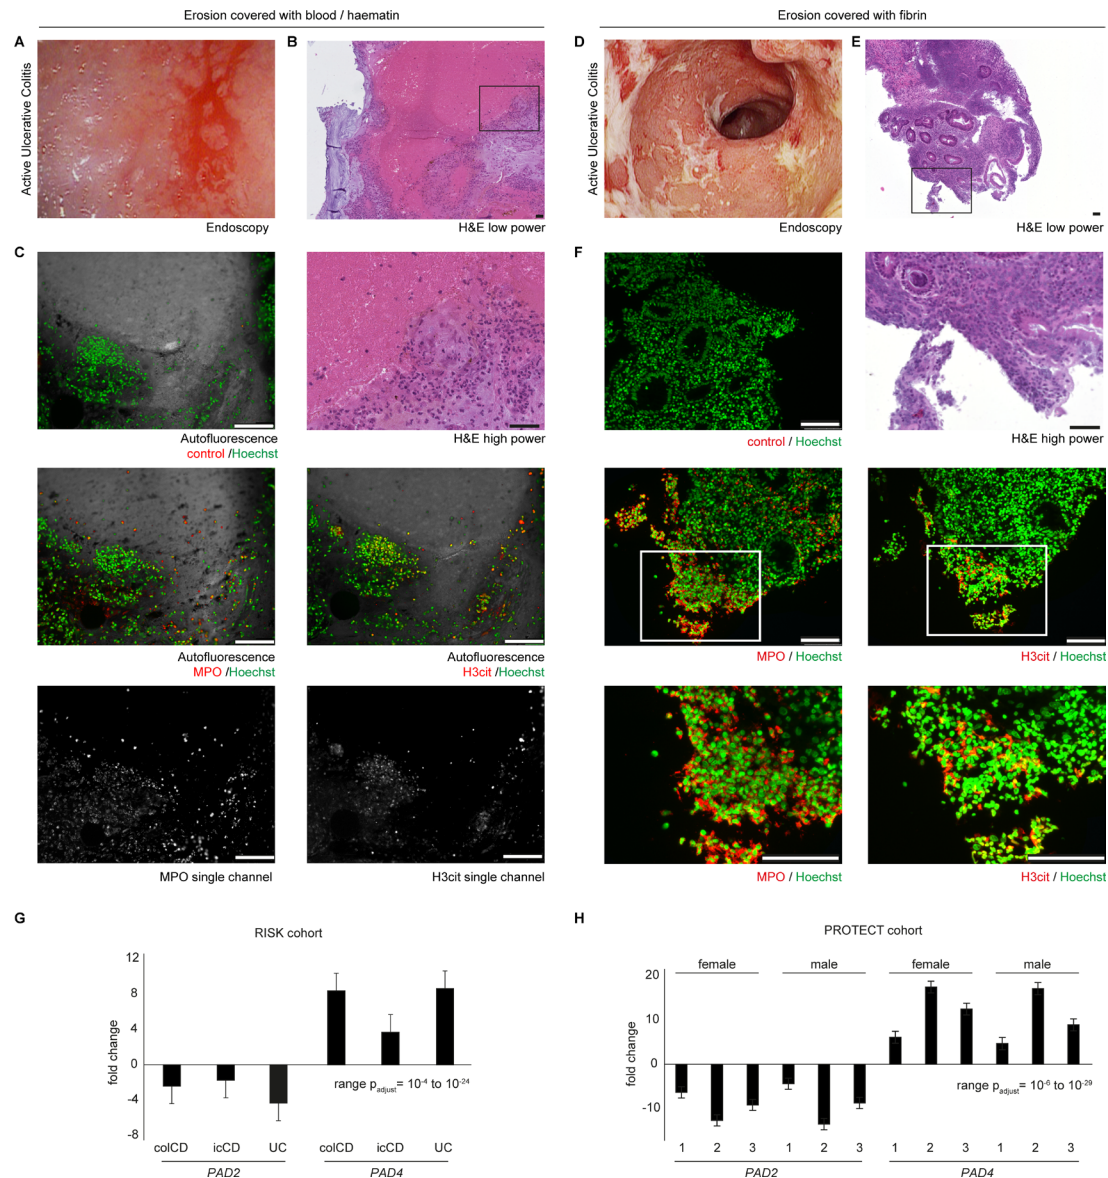 Erosion covered with blood / haematin
Erosion covered with fibrin
A
B
D
E
Active Ulcerative Colitis
Active Ulcerative Colitis
Endoscopy
H&E low power
Endoscopy
H&E low power
C
F
Autofluorescence
control /Hoechst
H&E high power
control / Hoechst
H&E high power
Autofluorescence
MPO /Hoechst
Autofluorescence
H3cit /Hoechst
MPO / Hoechst
H3cit / Hoechst
MPO single channel
H3cit single channel
MPO / Hoechst
H3cit / Hoechst
G
RISK cohort
fold change
12
8
4
0
-4
-8
range p_adjust = 10^-4 to 10^-24
colCD icCD UC colCD icCD UC
PAD2 PAD4
H
PROTECT cohort
female male female male
fold change
20
10
0
-10
range p_adjust = 10^-6 to 10^-29
1 2 3 1 2 3 1 2 3 1 2 3
PAD2 PAD4